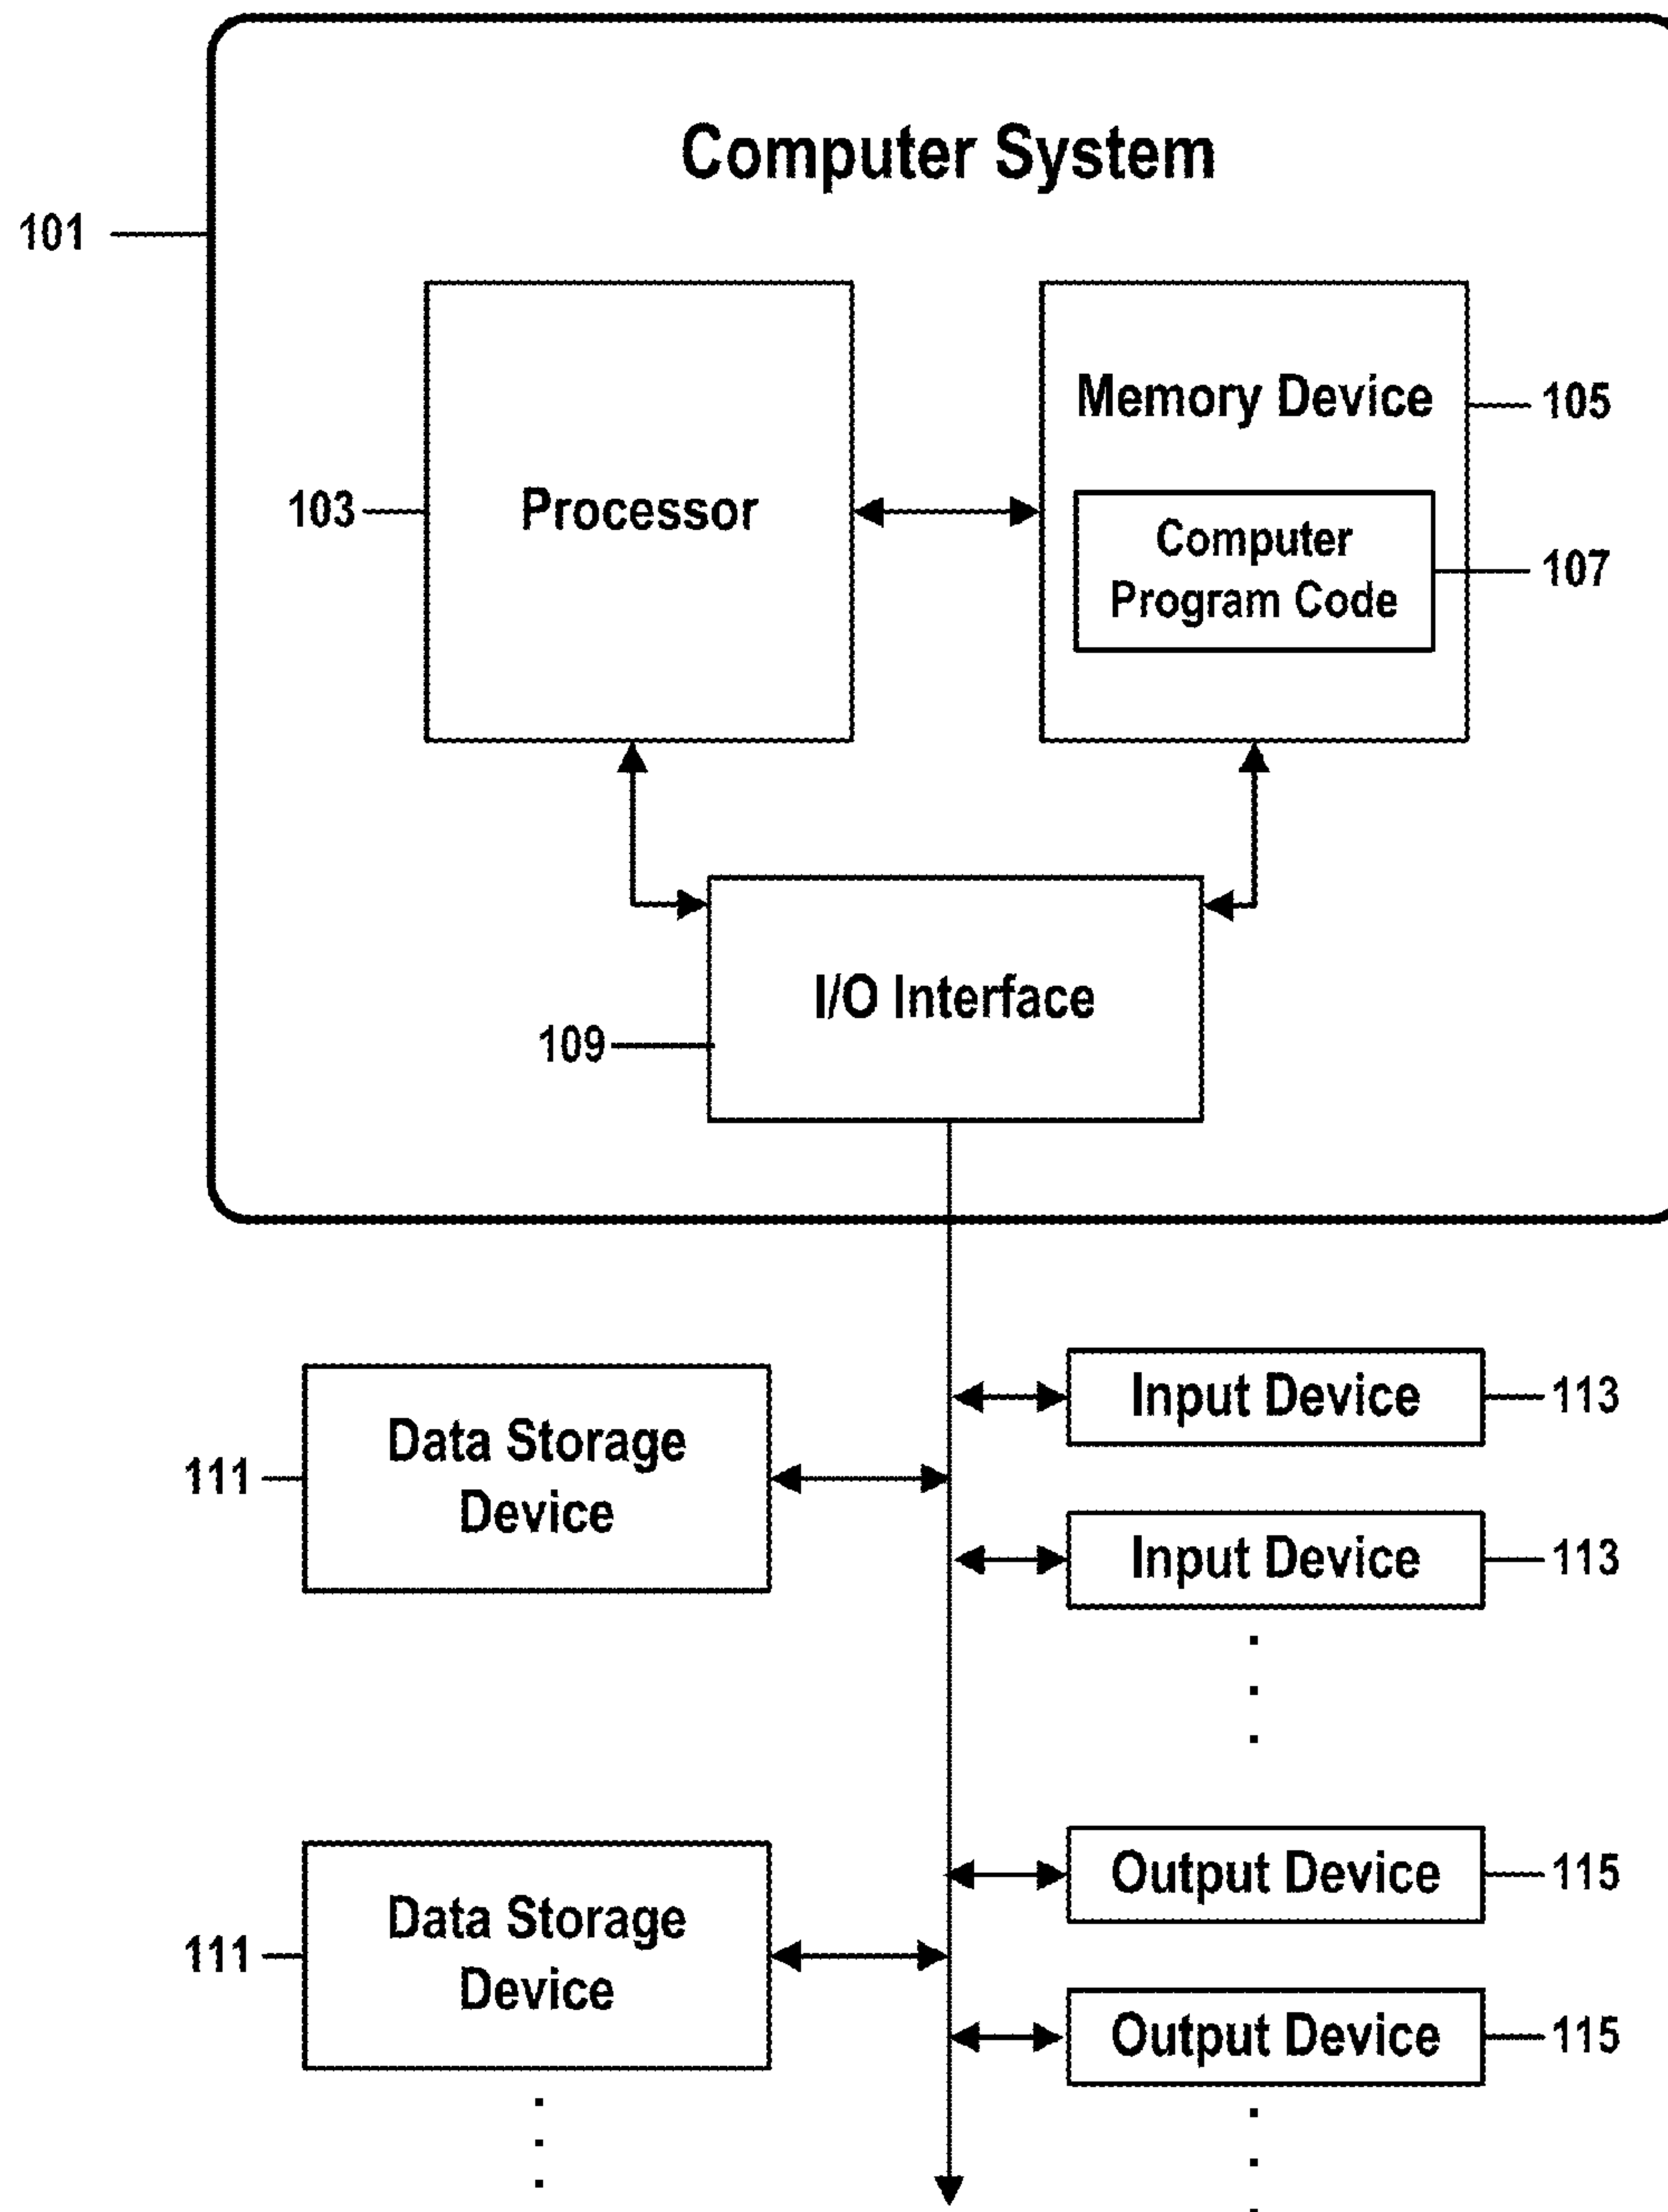 Computer System
101
Processor
103
Memory Device
105
Computer
Program Code
107
I/O Interface
109
Data Storage
Device
111
Input Device
113
Input Device
113
Data Storage
Device
111
Output Device
115
Output Device
115